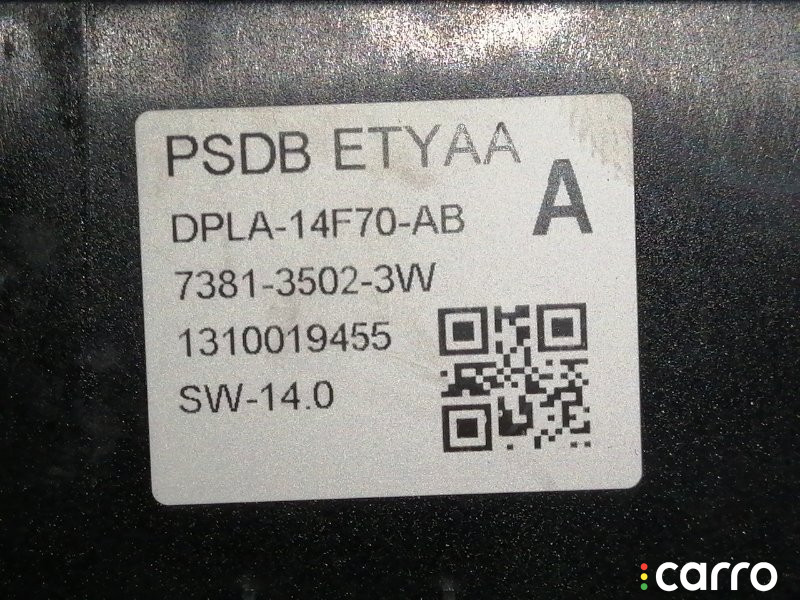 PSDB ETYAA
A
DPLA-14F70-AB
7381-3502-3W
1310019455
SW-14.0
carro